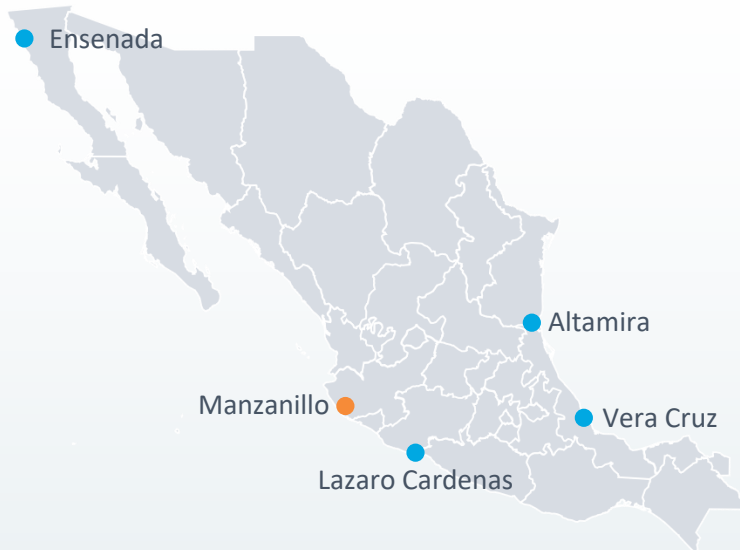 Ensenada
Altamira
Manzanillo
Vera Cruz
Lazaro Cardenas